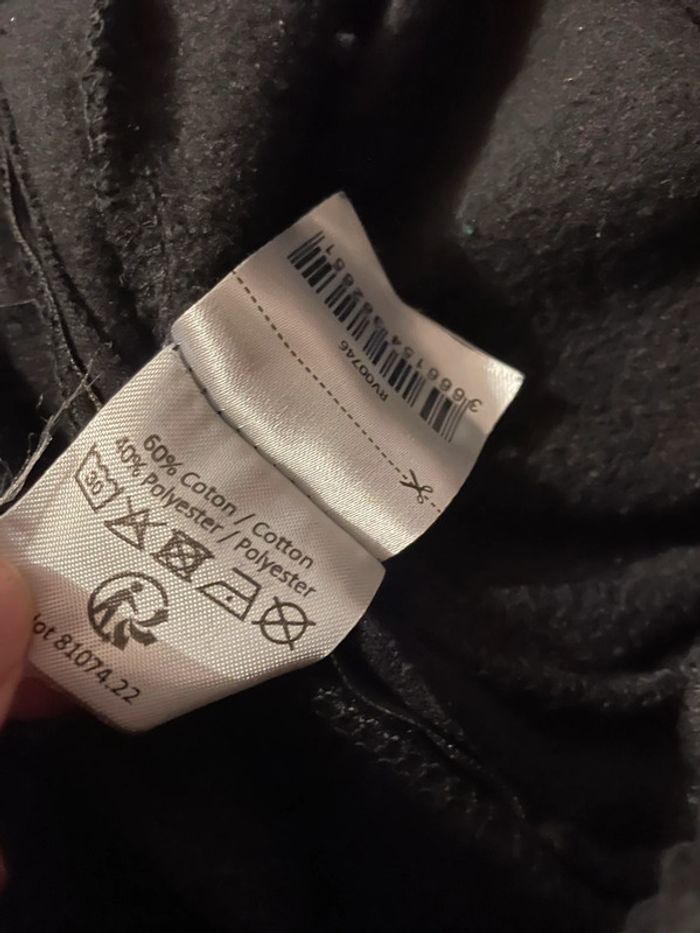 RV00746
60% Coton / Cotton
40% Polyester / Polyester
30
lot 81074.22